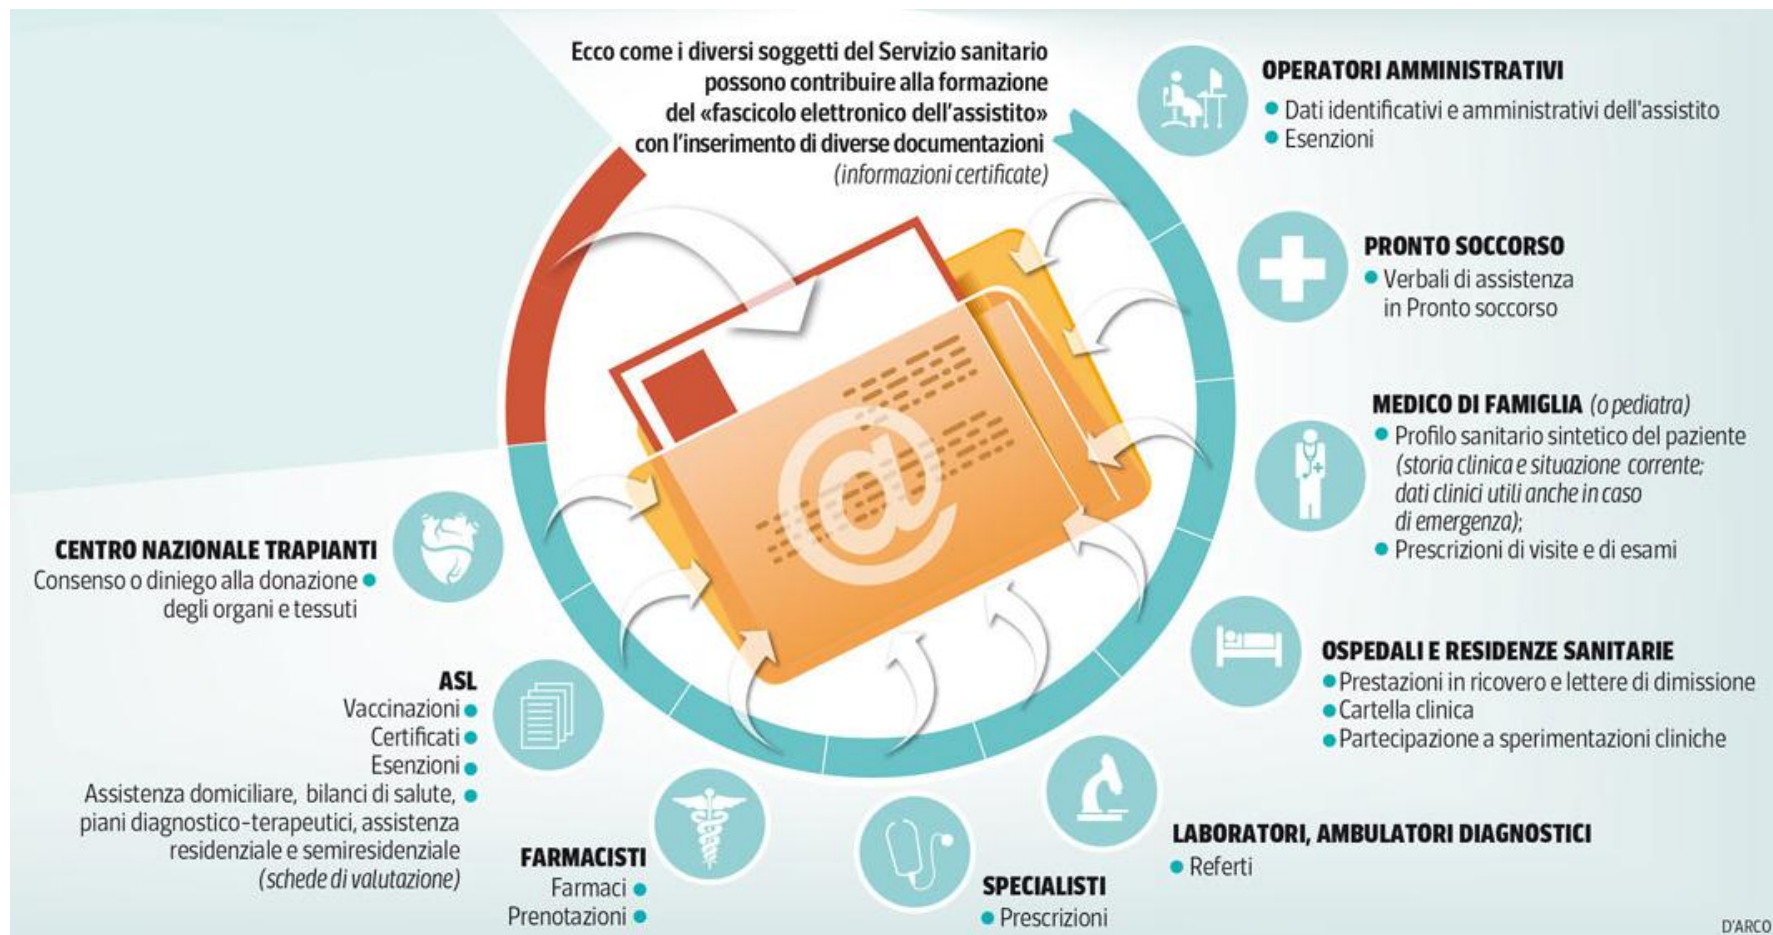 Ecco come i diversi soggetti del Servizio sanitario
possono contribuire alla formazione
del «fascicolo elettronico dell'assistito»
con l'inserimento di diverse documentazioni
(informazioni certificate)
OPERATORI AMMINISTRATIVI
● Dati identificativi e amministrativi dell'assistito
● Esenzioni
PRONTO SOCCORSO
● Verbali di assistenza
in Pronto soccorso
MEDICO DI FAMIGLIA (o pediatra)
● Profilo sanitario sintetico del paziente
(storia clinica e situazione corrente;
dati clinici utili anche in caso
di emergenza);
● Prescrizioni di visite e di esami
OSPEDALI E RESIDENZE SANITARIE
● Prestazioni in ricovero e lettere di dimissione
● Cartella clinica
● Partecipazione a sperimentazioni cliniche
LABORATORI, AMBULATORI DIAGNOSTICI
● Referti
SPECIALISTI
● Prescrizioni
FARMACISTI
Farmaci ●
Prenotazioni ●
ASL
Vaccinazioni ●
Certificati ●
Esenzioni ●
Assistenza domiciliare, bilanci di salute, ●
piani diagnostico-terapeutici, assistenza
residenziale e semiresidenziale
(schede di valutazione)
CENTRO NAZIONALE TRAPIANTI
Consenso o diniego alla donazione ●
degli organi e tessuti
@
D'ARCO